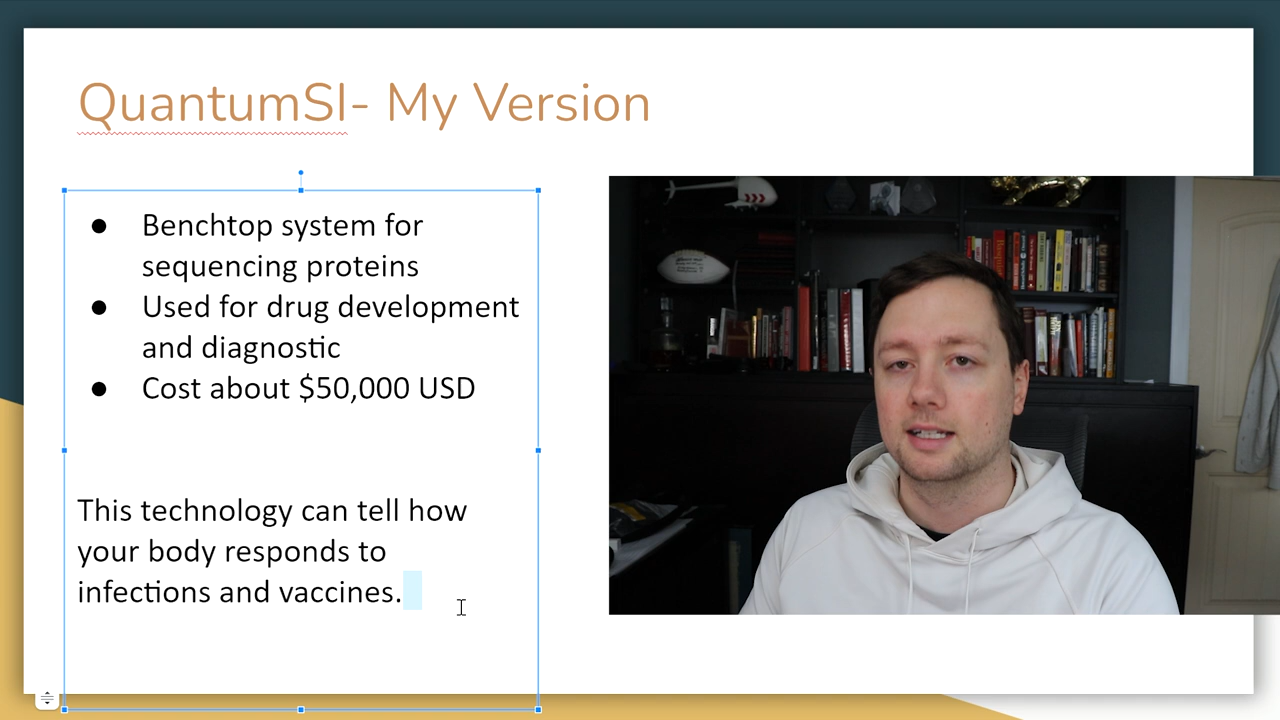 QuantumSI- My Version
● Benchtop system for
sequencing proteins
● Used for drug development
and diagnostic
● Cost about $50,000 USD
This technology can tell how
your body responds to
infections and vaccines.